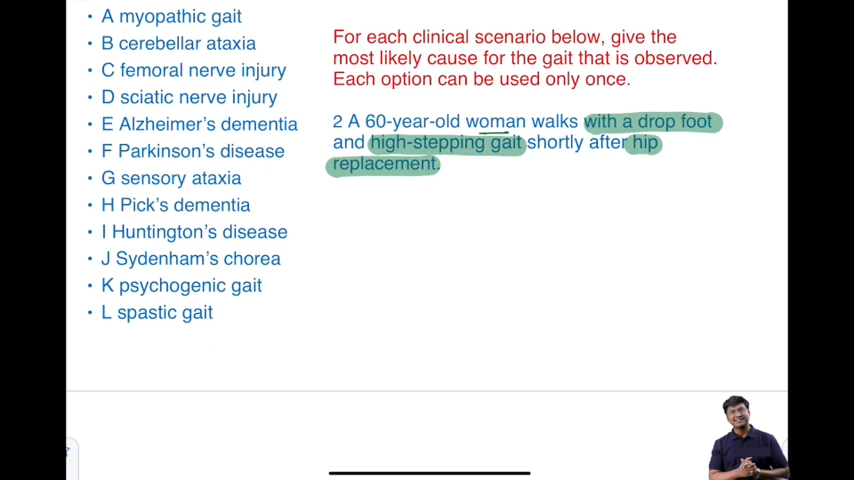 • A myopathic gait
• B cerebellar ataxia
• C femoral nerve injury
• D sciatic nerve injury
• E Alzheimer's dementia
• F Parkinson's disease
• G sensory ataxia
• H Pick's dementia
• I Huntington's disease
• J Sydenham's chorea
• K psychogenic gait
• L spastic gait
For each clinical scenario below, give the
most likely cause for the gait that is observed.
Each option can be used only once.
2 A 60-year-old woman walks with a drop foot
and high-stepping gait shortly after hip
replacement.